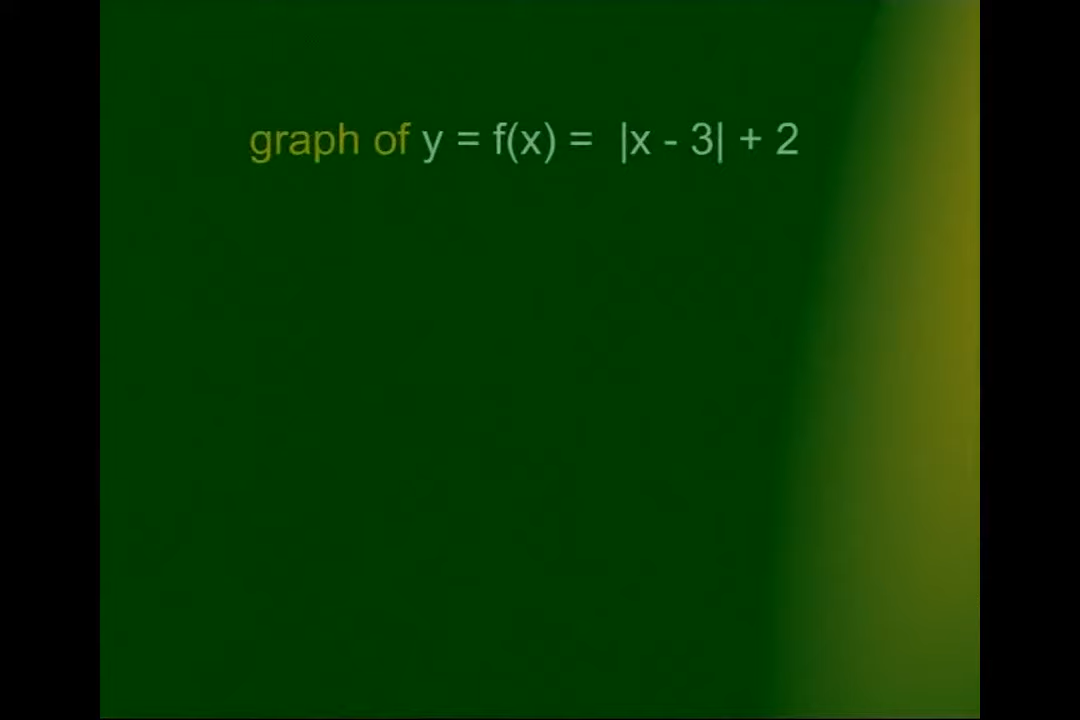 graph of y = f(x) = |x - 3| + 2